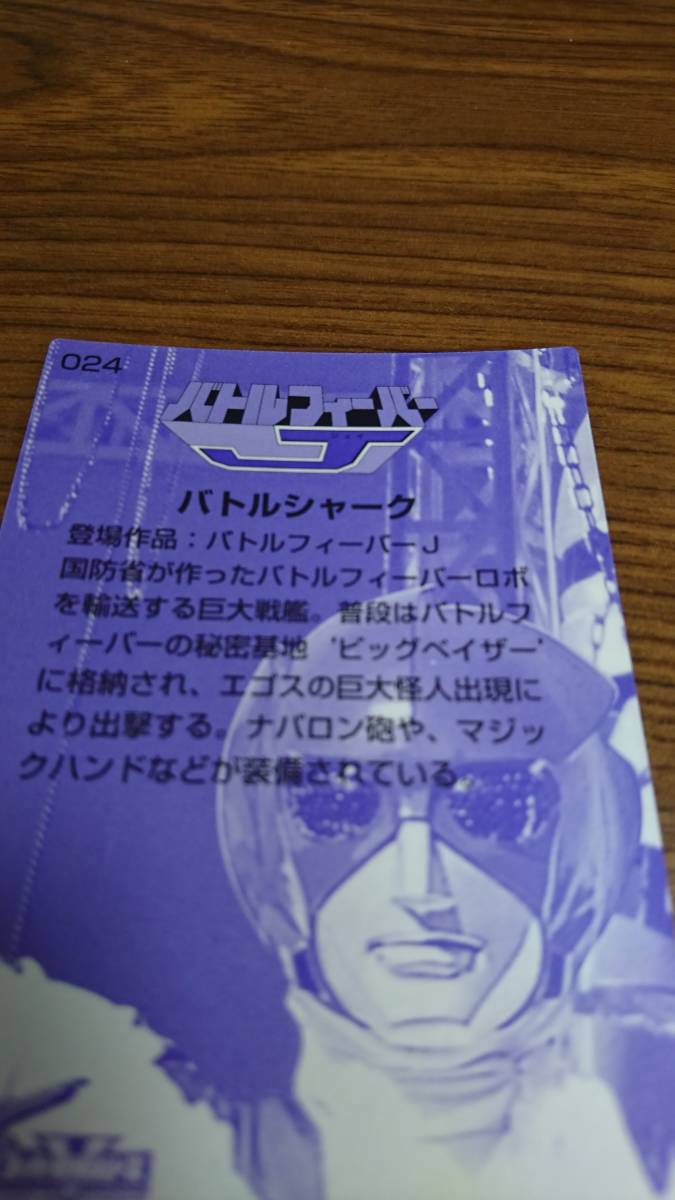 024
バトルフィーバー
ジェイ
J
バトルシャーク
登場作品：バトルフィーバーJ
国防省が作ったバトルフィーバーロボ
を輸送する巨大戦艦。普段はバトルフ
ィーバーの秘密基地‘ビッグベイザー’
に格納され、エゴスの巨大怪人出現に
より出撃する。ナバロン砲や、マジッ
クハンドなどが装備されている。